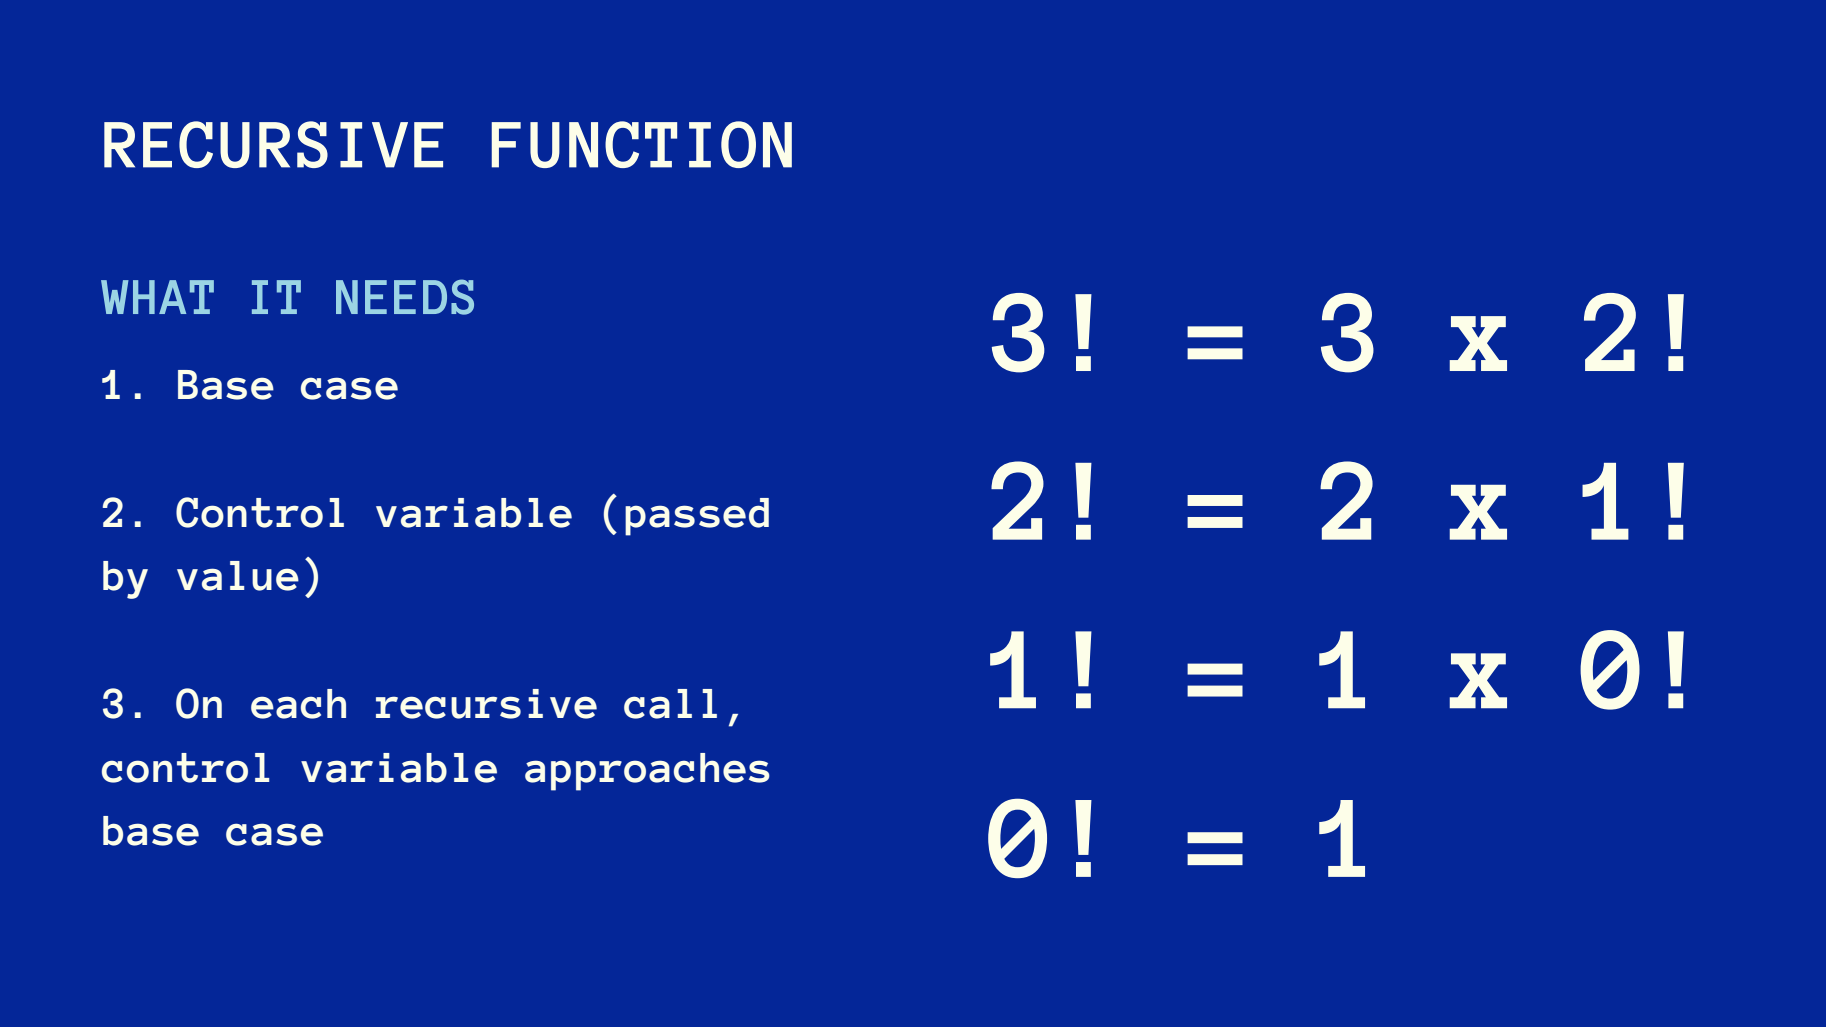 RECURSIVE FUNCTION
WHAT IT NEEDS
1. Base case
2. Control variable (passed
by value)
3. On each recursive call,
control variable approaches
base case
3! = 3 x 2!
2! = 2 x 1!
1! = 1 x 0!
0! = 1